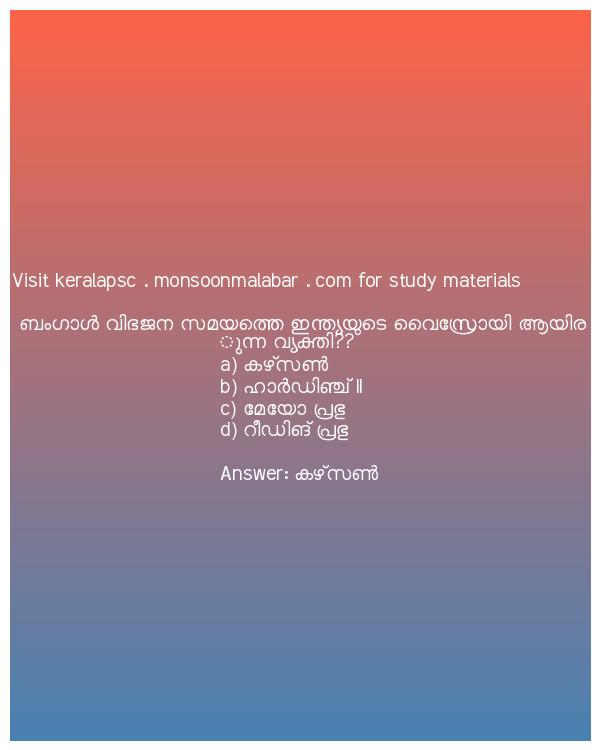 Visit keralapsc . monsoonmalabar . com for study materials
ബംഗാൾ വിഭജന സമയത്തെ ഇന്ത്യയുടെ വൈസ്രോയി ആയിര
ുന്ന വ്യക്തി??
a) കഴ്സൺ
b) ഹാർഡിഞ്ച് ll
c) മേയോ പ്രഭു
d) റീഡിങ് പ്രഭു
Answer: കഴ്സൺ